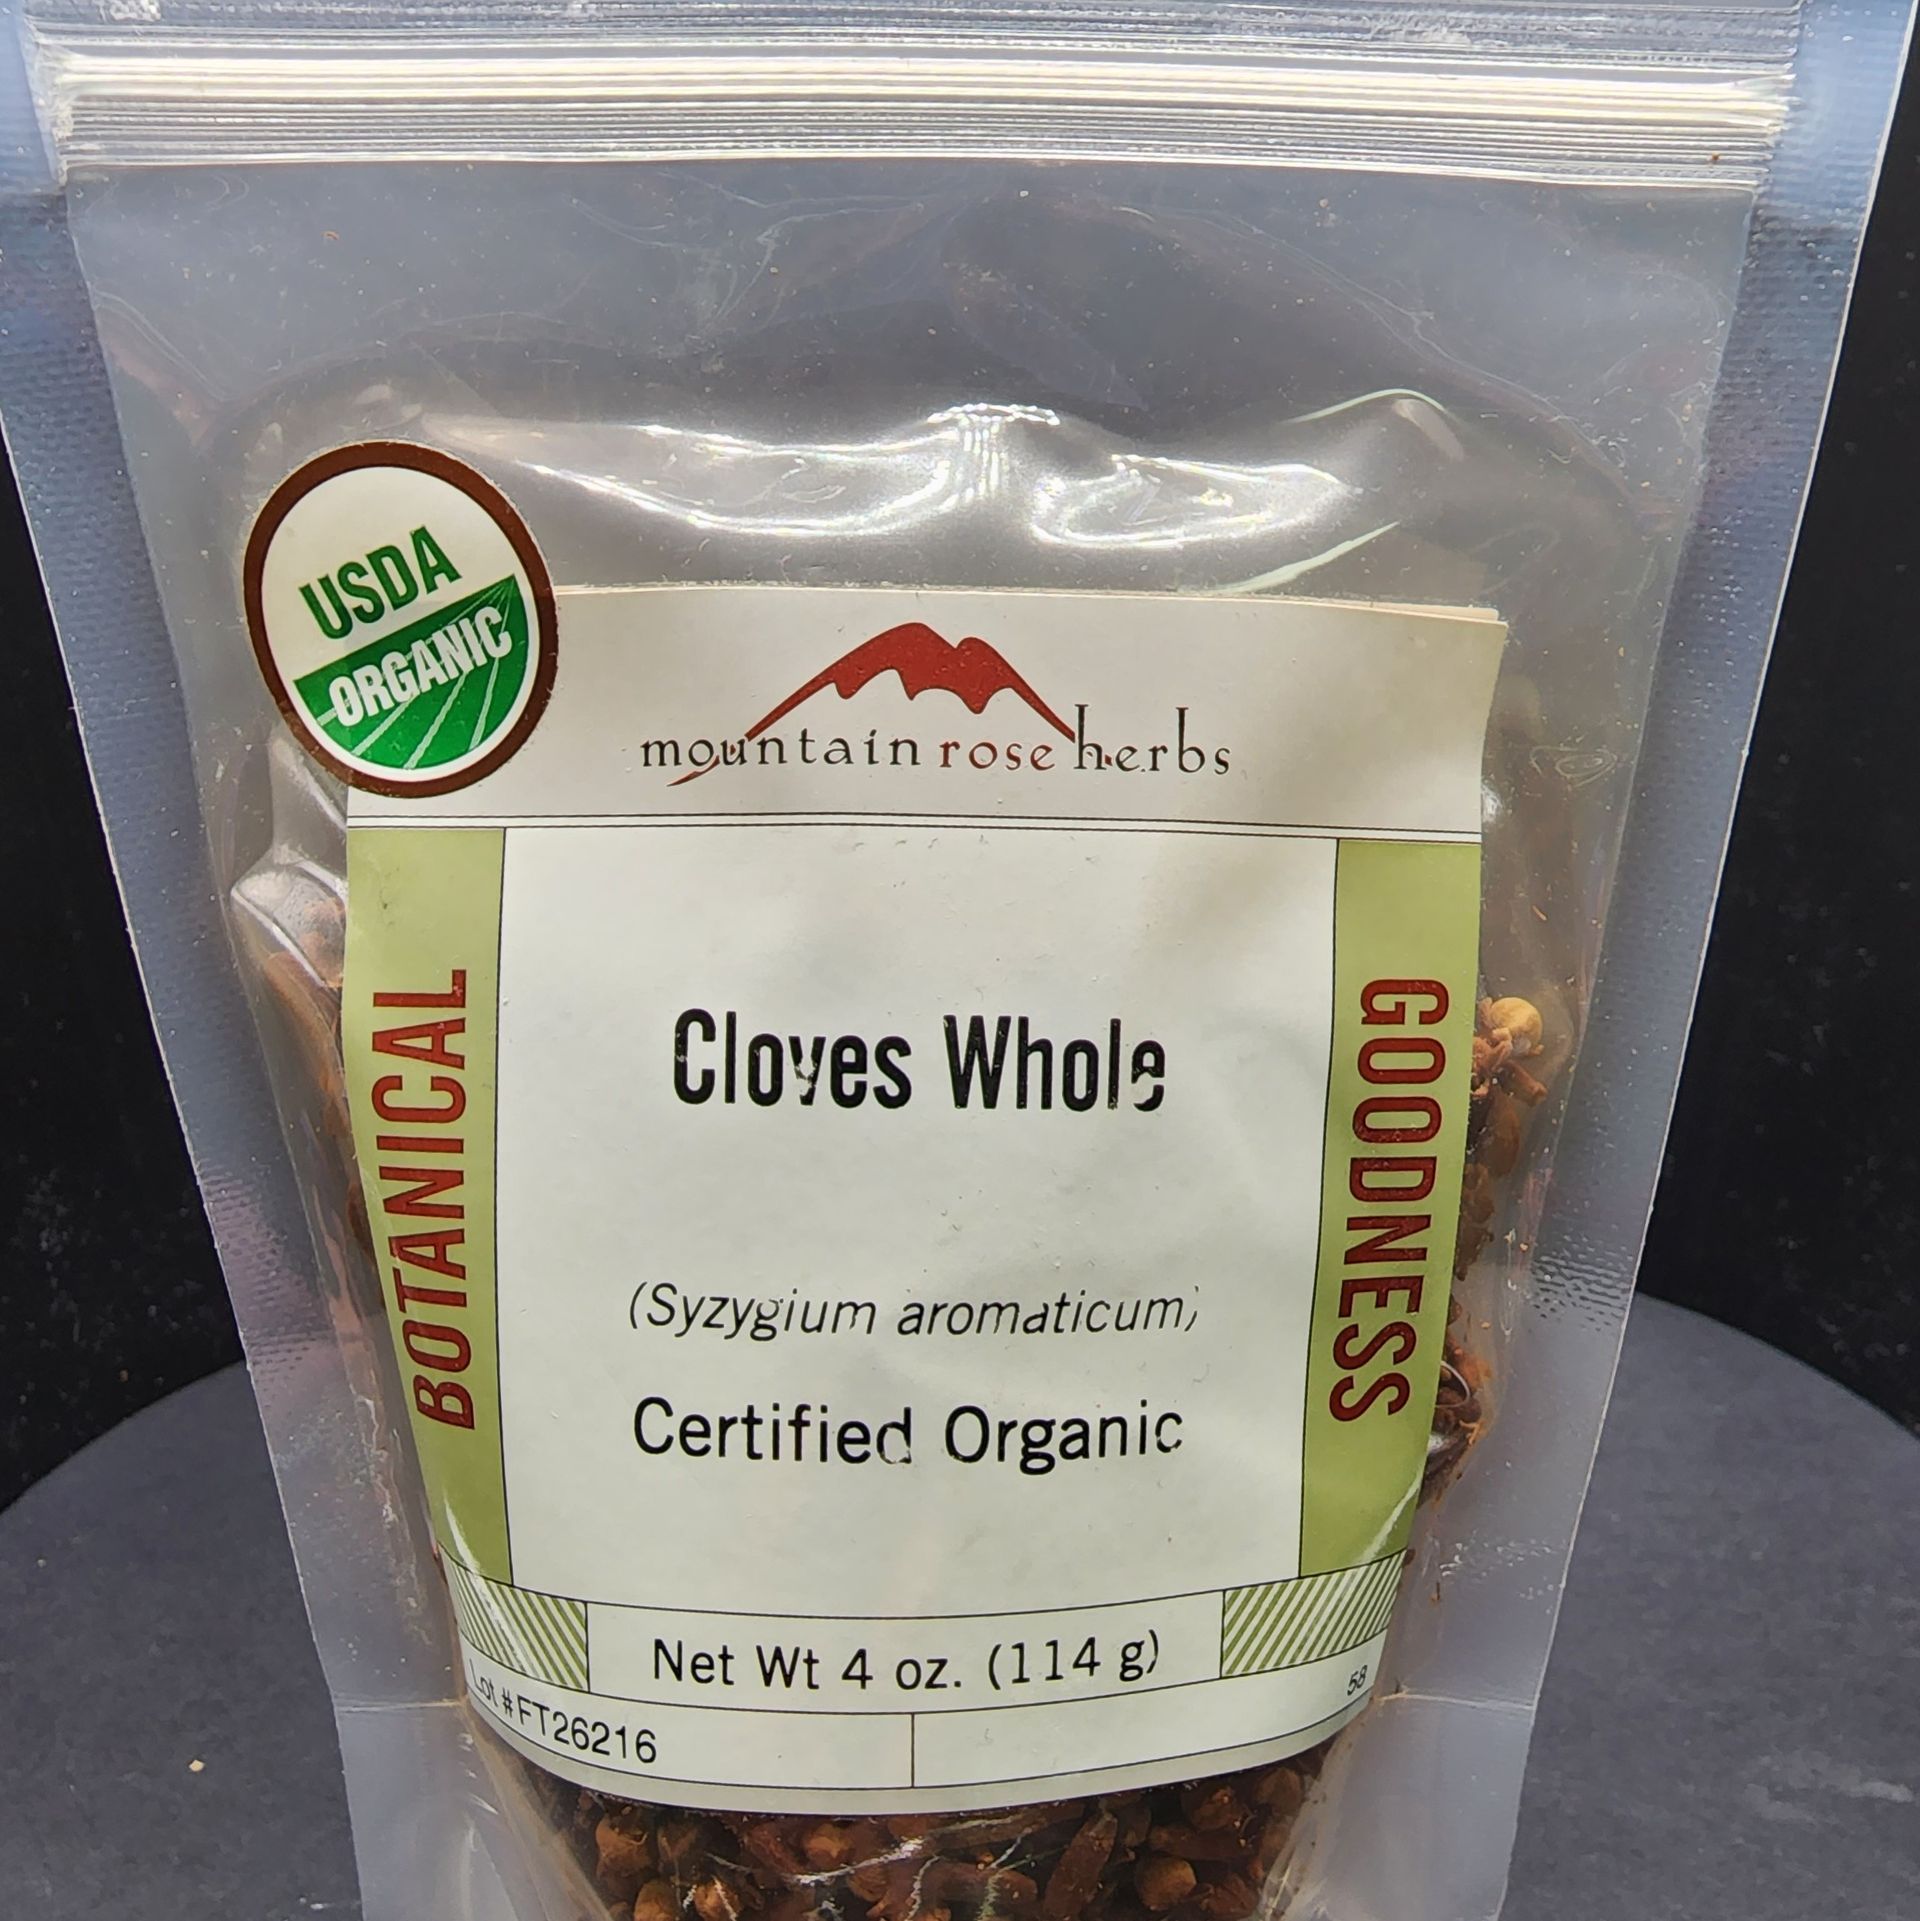 USDA
ORGANIC
mountain rose herbs
BOTANICAL
GOODNESS
Cloves Whole
(Syzygium aromaticum)
Certified Organic
Net Wt 4 oz. (114 g)
58
Lot # FT26216